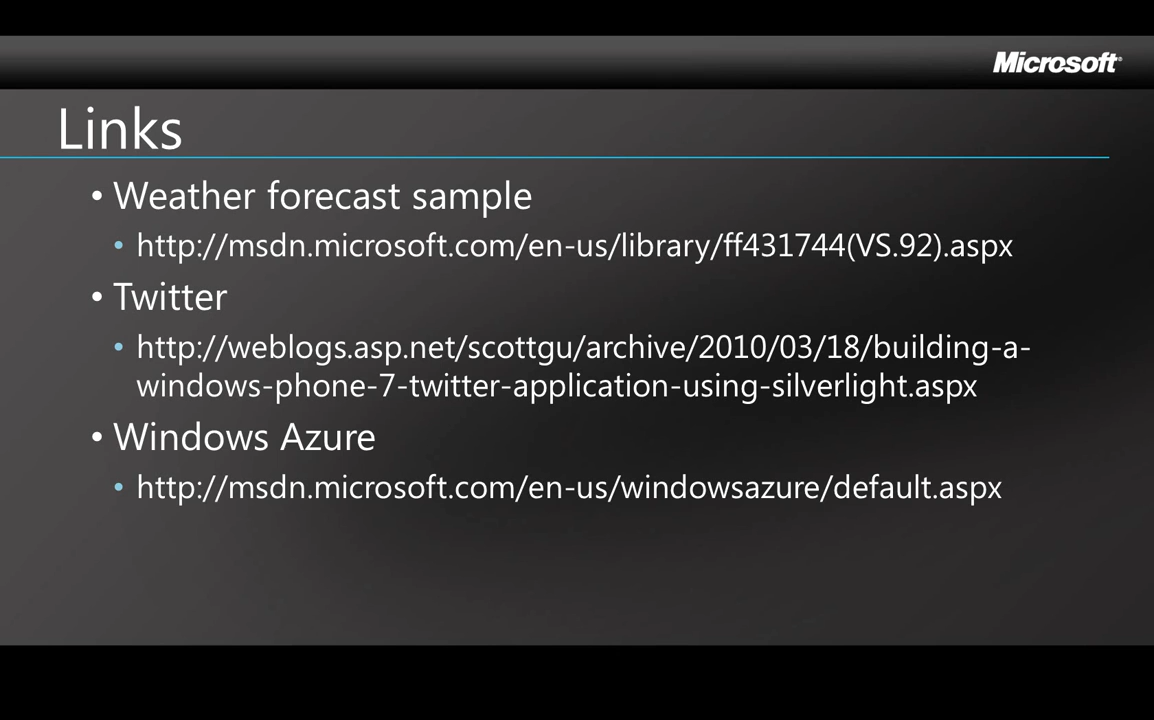 Microsoft®
Links
• Weather forecast sample
• http://msdn.microsoft.com/en-us/library/ff431744(VS.92).aspx
• Twitter
• http://weblogs.asp.net/scottgu/archive/2010/03/18/building-a-
windows-phone-7-twitter-application-using-silverlight.aspx
• Windows Azure
• http://msdn.microsoft.com/en-us/windowsazure/default.aspx